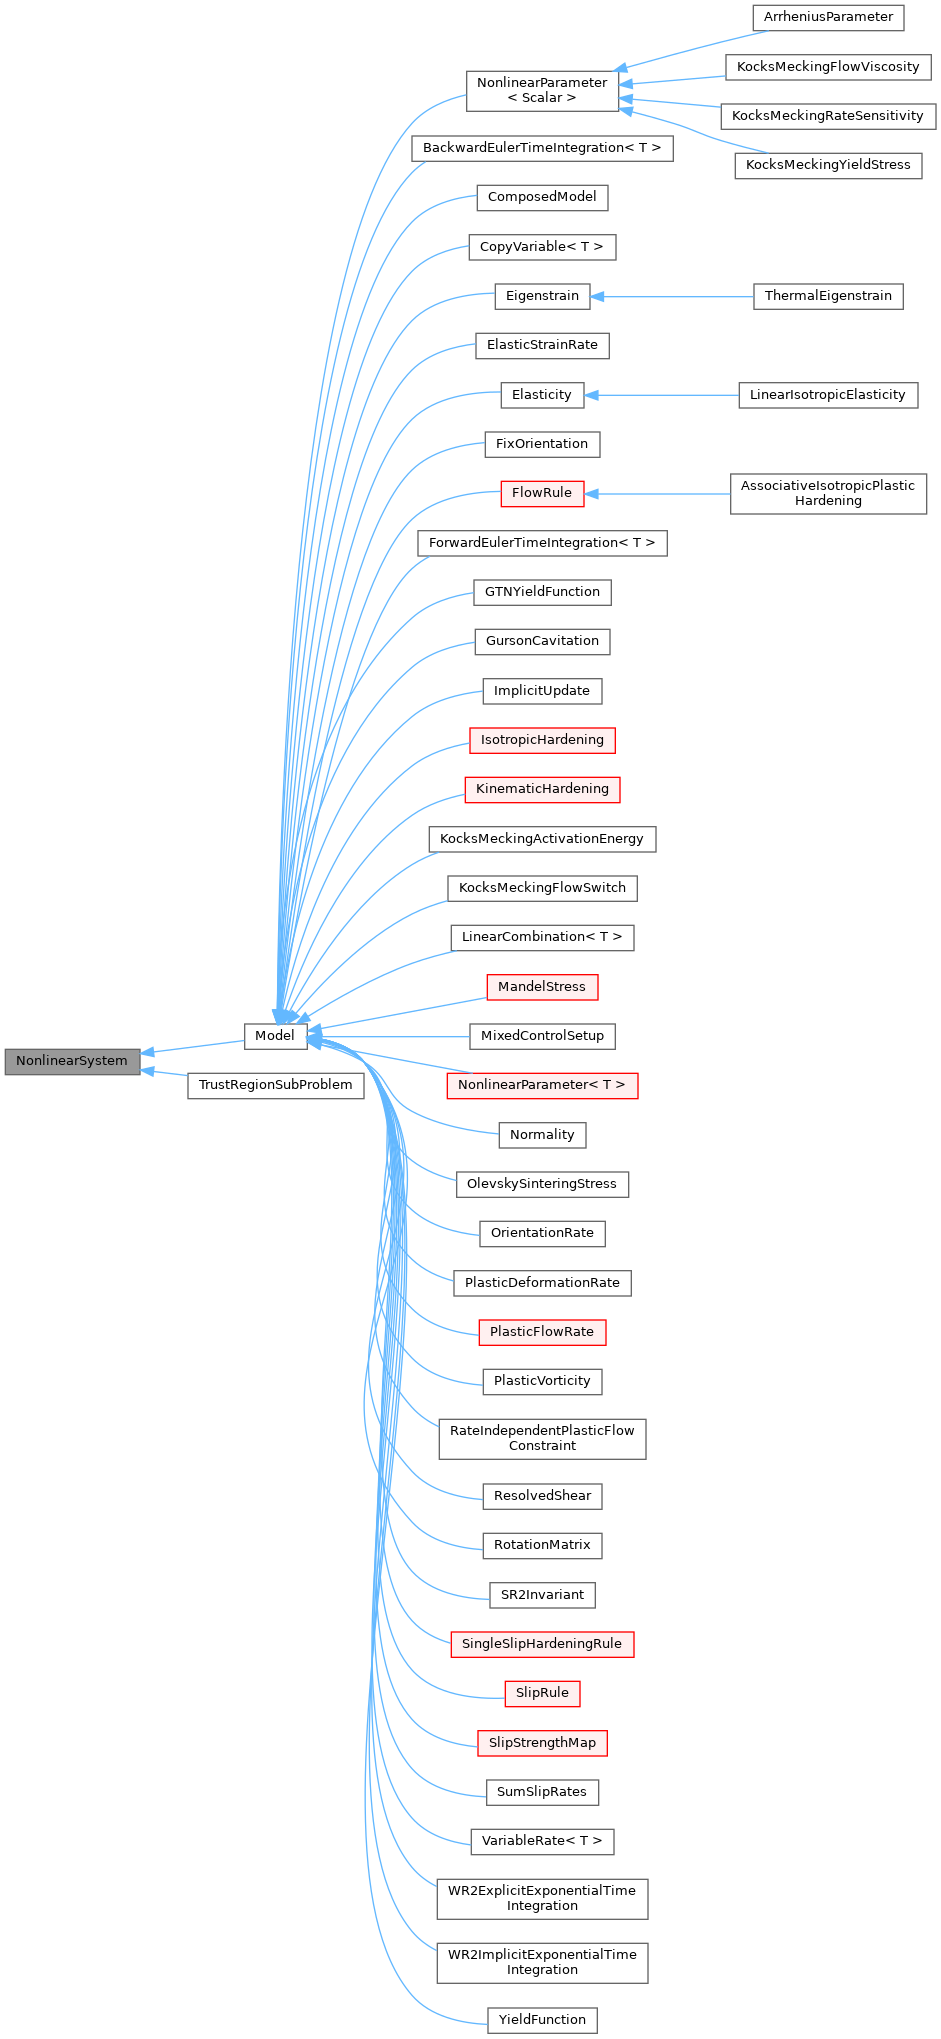 ArrheniusParameter
KocksMeckingFlowViscosity
NonlinearParameter
< Scalar >
KocksMeckingRateSensitivity
KocksMeckingYieldStress
BackwardEulerTimeIntegration< T >
ComposedModel
CopyVariable< T >
Eigenstrain
ThermalEigenstrain
ElasticStrainRate
Elasticity
LinearIsotropicElasticity
FixOrientation
FlowRule
AssociativeIsotropicPlastic
Hardening
ForwardEulerTimeIntegration< T >
GTNYieldFunction
GursonCavitation
ImplicitUpdate
IsotropicHardening
KinematicHardening
KocksMeckingActivationEnergy
KocksMeckingFlowSwitch
LinearCombination< T >
MandelStress
Model
MixedControlSetup
NonlinearSystem
TrustRegionSubProblem
NonlinearParameter< T >
Normality
OlevskySinteringStress
OrientationRate
PlasticDeformationRate
PlasticFlowRate
PlasticVorticity
RateIndependentPlasticFlow
Constraint
ResolvedShear
RotationMatrix
SR2Invariant
SingleSlipHardeningRule
SlipRule
SlipStrengthMap
SumSlipRates
VariableRate< T >
WR2ExplicitExponentialTime
Integration
WR2ImplicitExponentialTime
Integration
YieldFunction